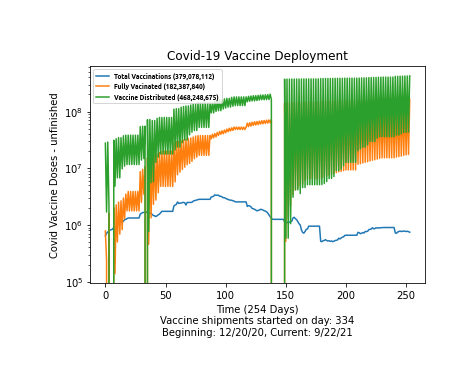 Covid-19 Vaccine Deployment
Total Vaccinations (379,078,112)
Fully Vacinated (182,387,840)
Vaccine Distributed (468,248,675)
Covid Vaccine Doses - unfinished
10⁸
10⁷
10⁶
10⁵
0 50 100 150 200 250
Time (254 Days)
Vaccine shipments started on day: 334
Beginning: 12/20/20, Current: 9/22/21